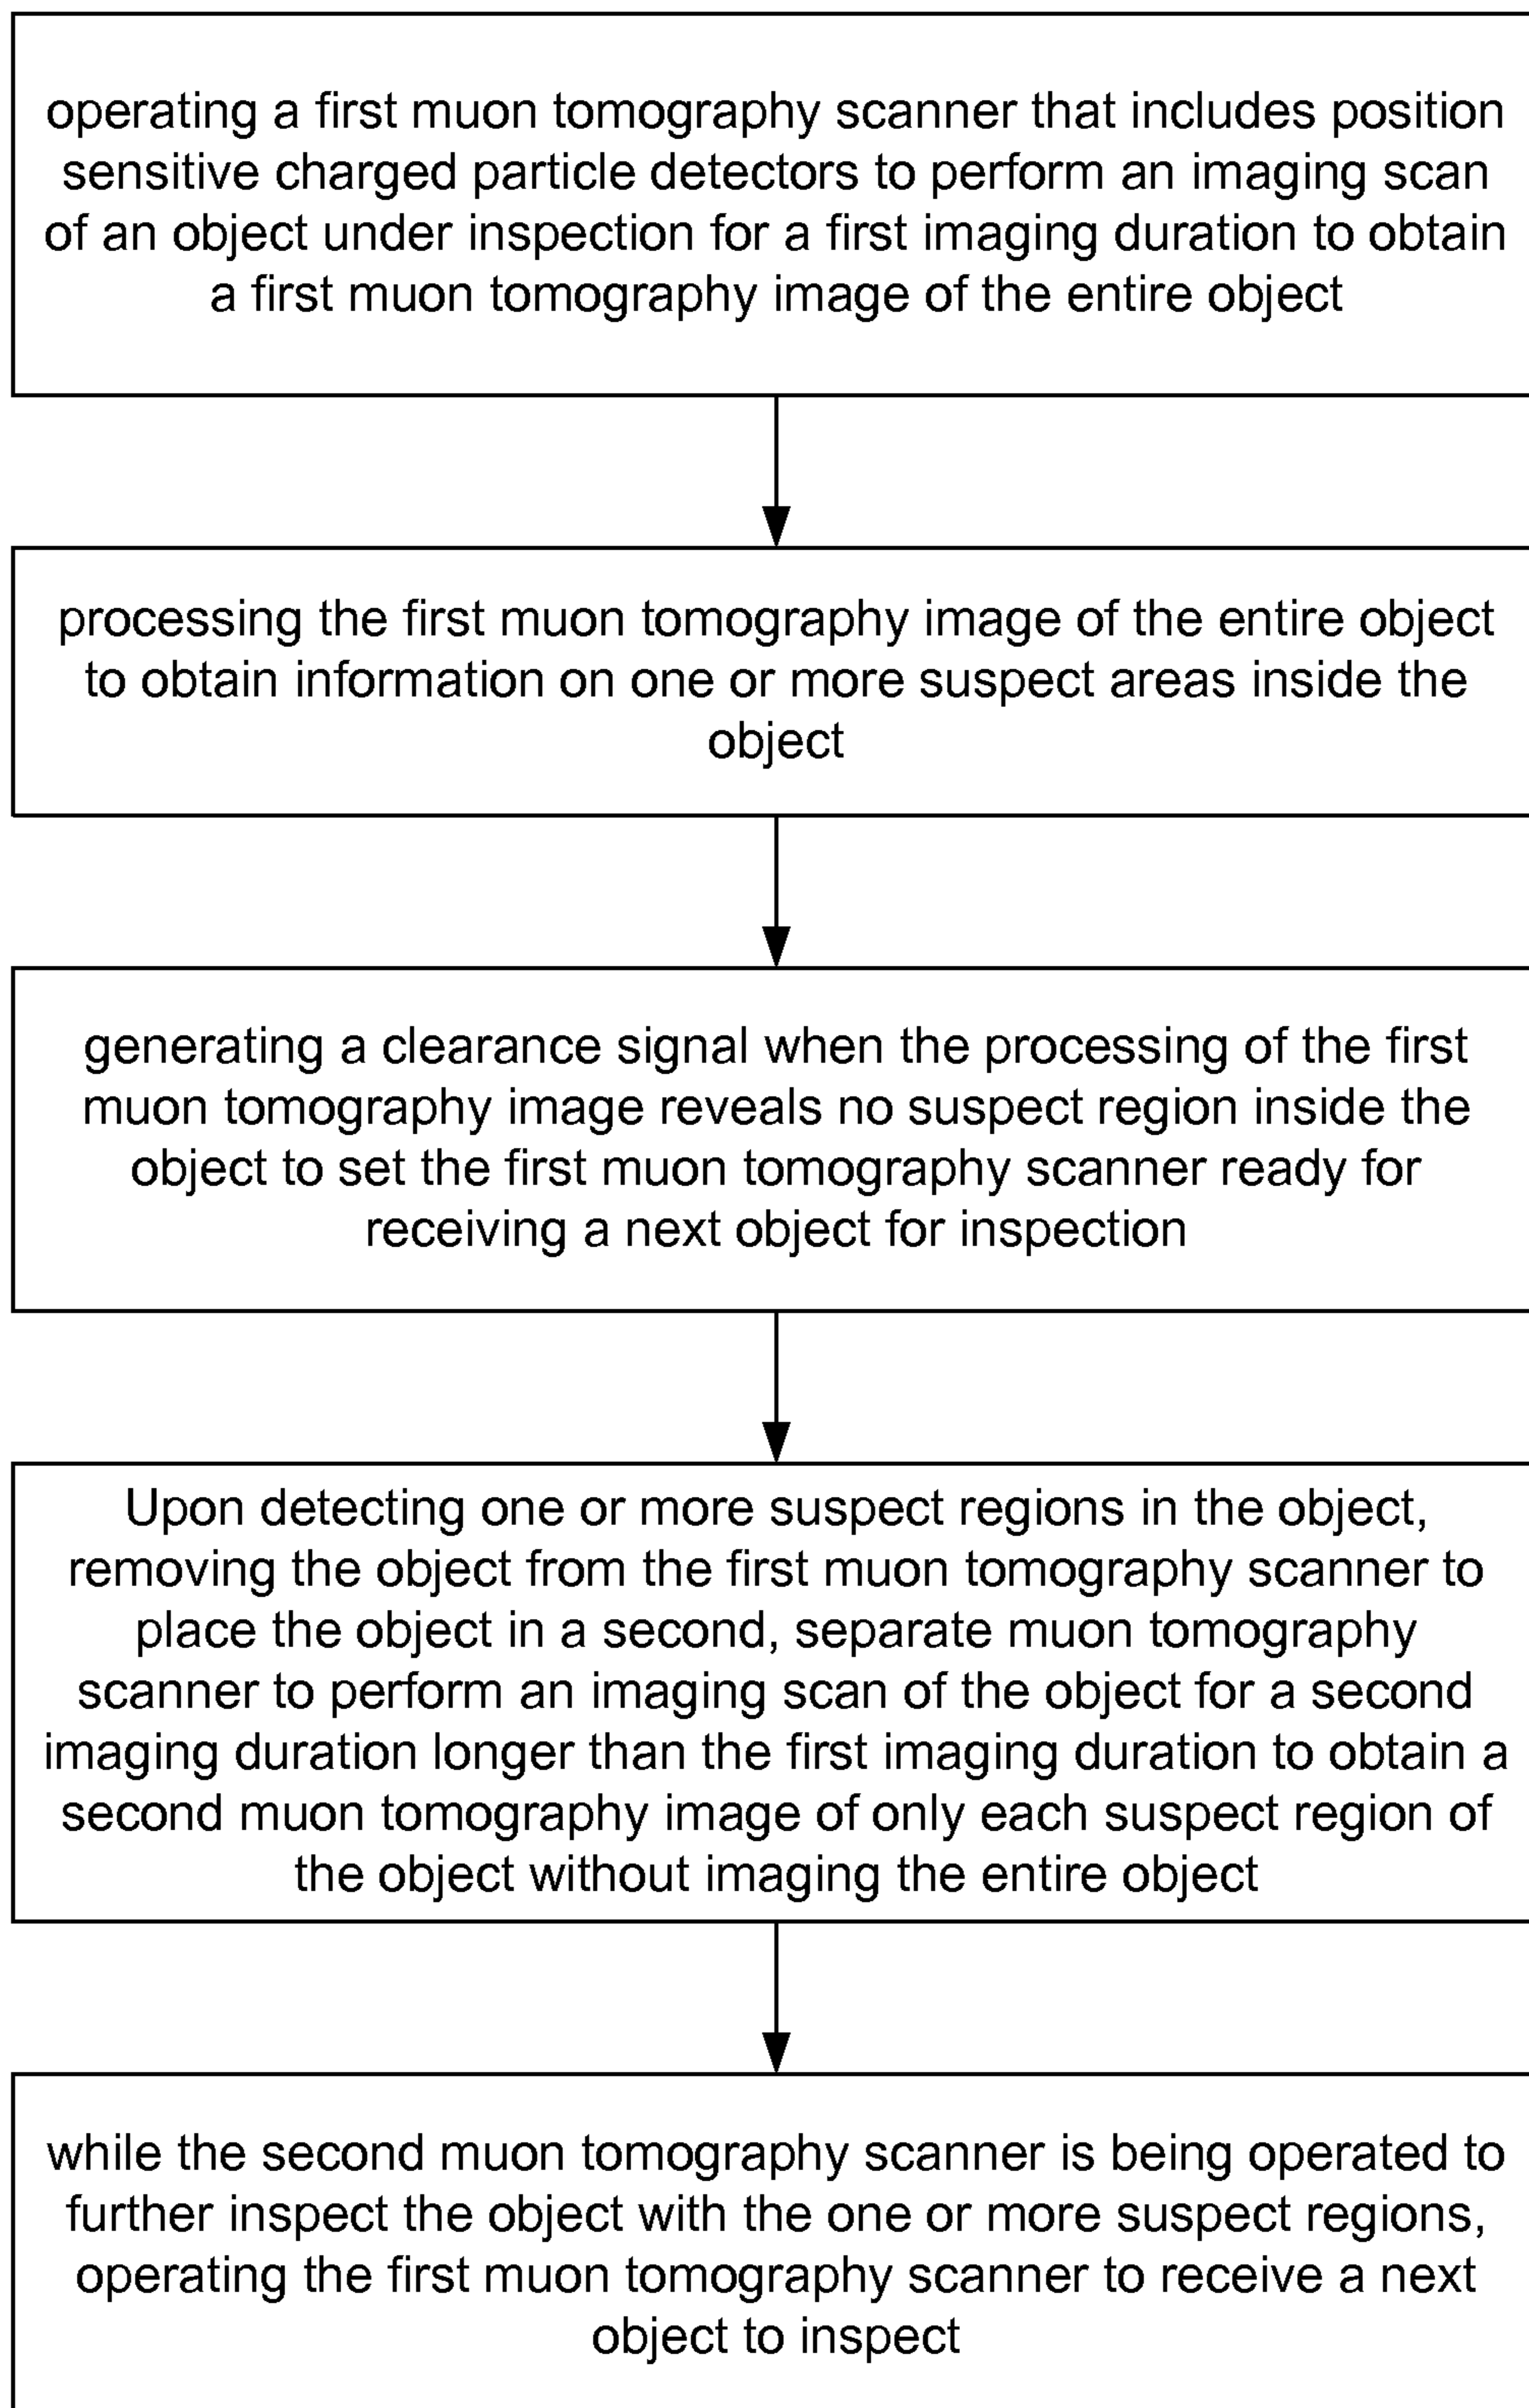 operating a first muon tomography scanner that includes position
sensitive charged particle detectors to perform an imaging scan
of an object under inspection for a first imaging duration to obtain
a first muon tomography image of the entire object
processing the first muon tomography image of the entire object
to obtain information on one or more suspect areas inside the
object
generating a clearance signal when the processing of the first
muon tomography image reveals no suspect region inside the
object to set the first muon tomography scanner ready for
receiving a next object for inspection
Upon detecting one or more suspect regions in the object,
removing the object from the first muon tomography scanner to
place the object in a second, separate muon tomography
scanner to perform an imaging scan of the object for a second
imaging duration longer than the first imaging duration to obtain a
second muon tomography image of only each suspect region of
the object without imaging the entire object
while the second muon tomography scanner is being operated to
further inspect the object with the one or more suspect regions,
operating the first muon tomography scanner to receive a next
object to inspect